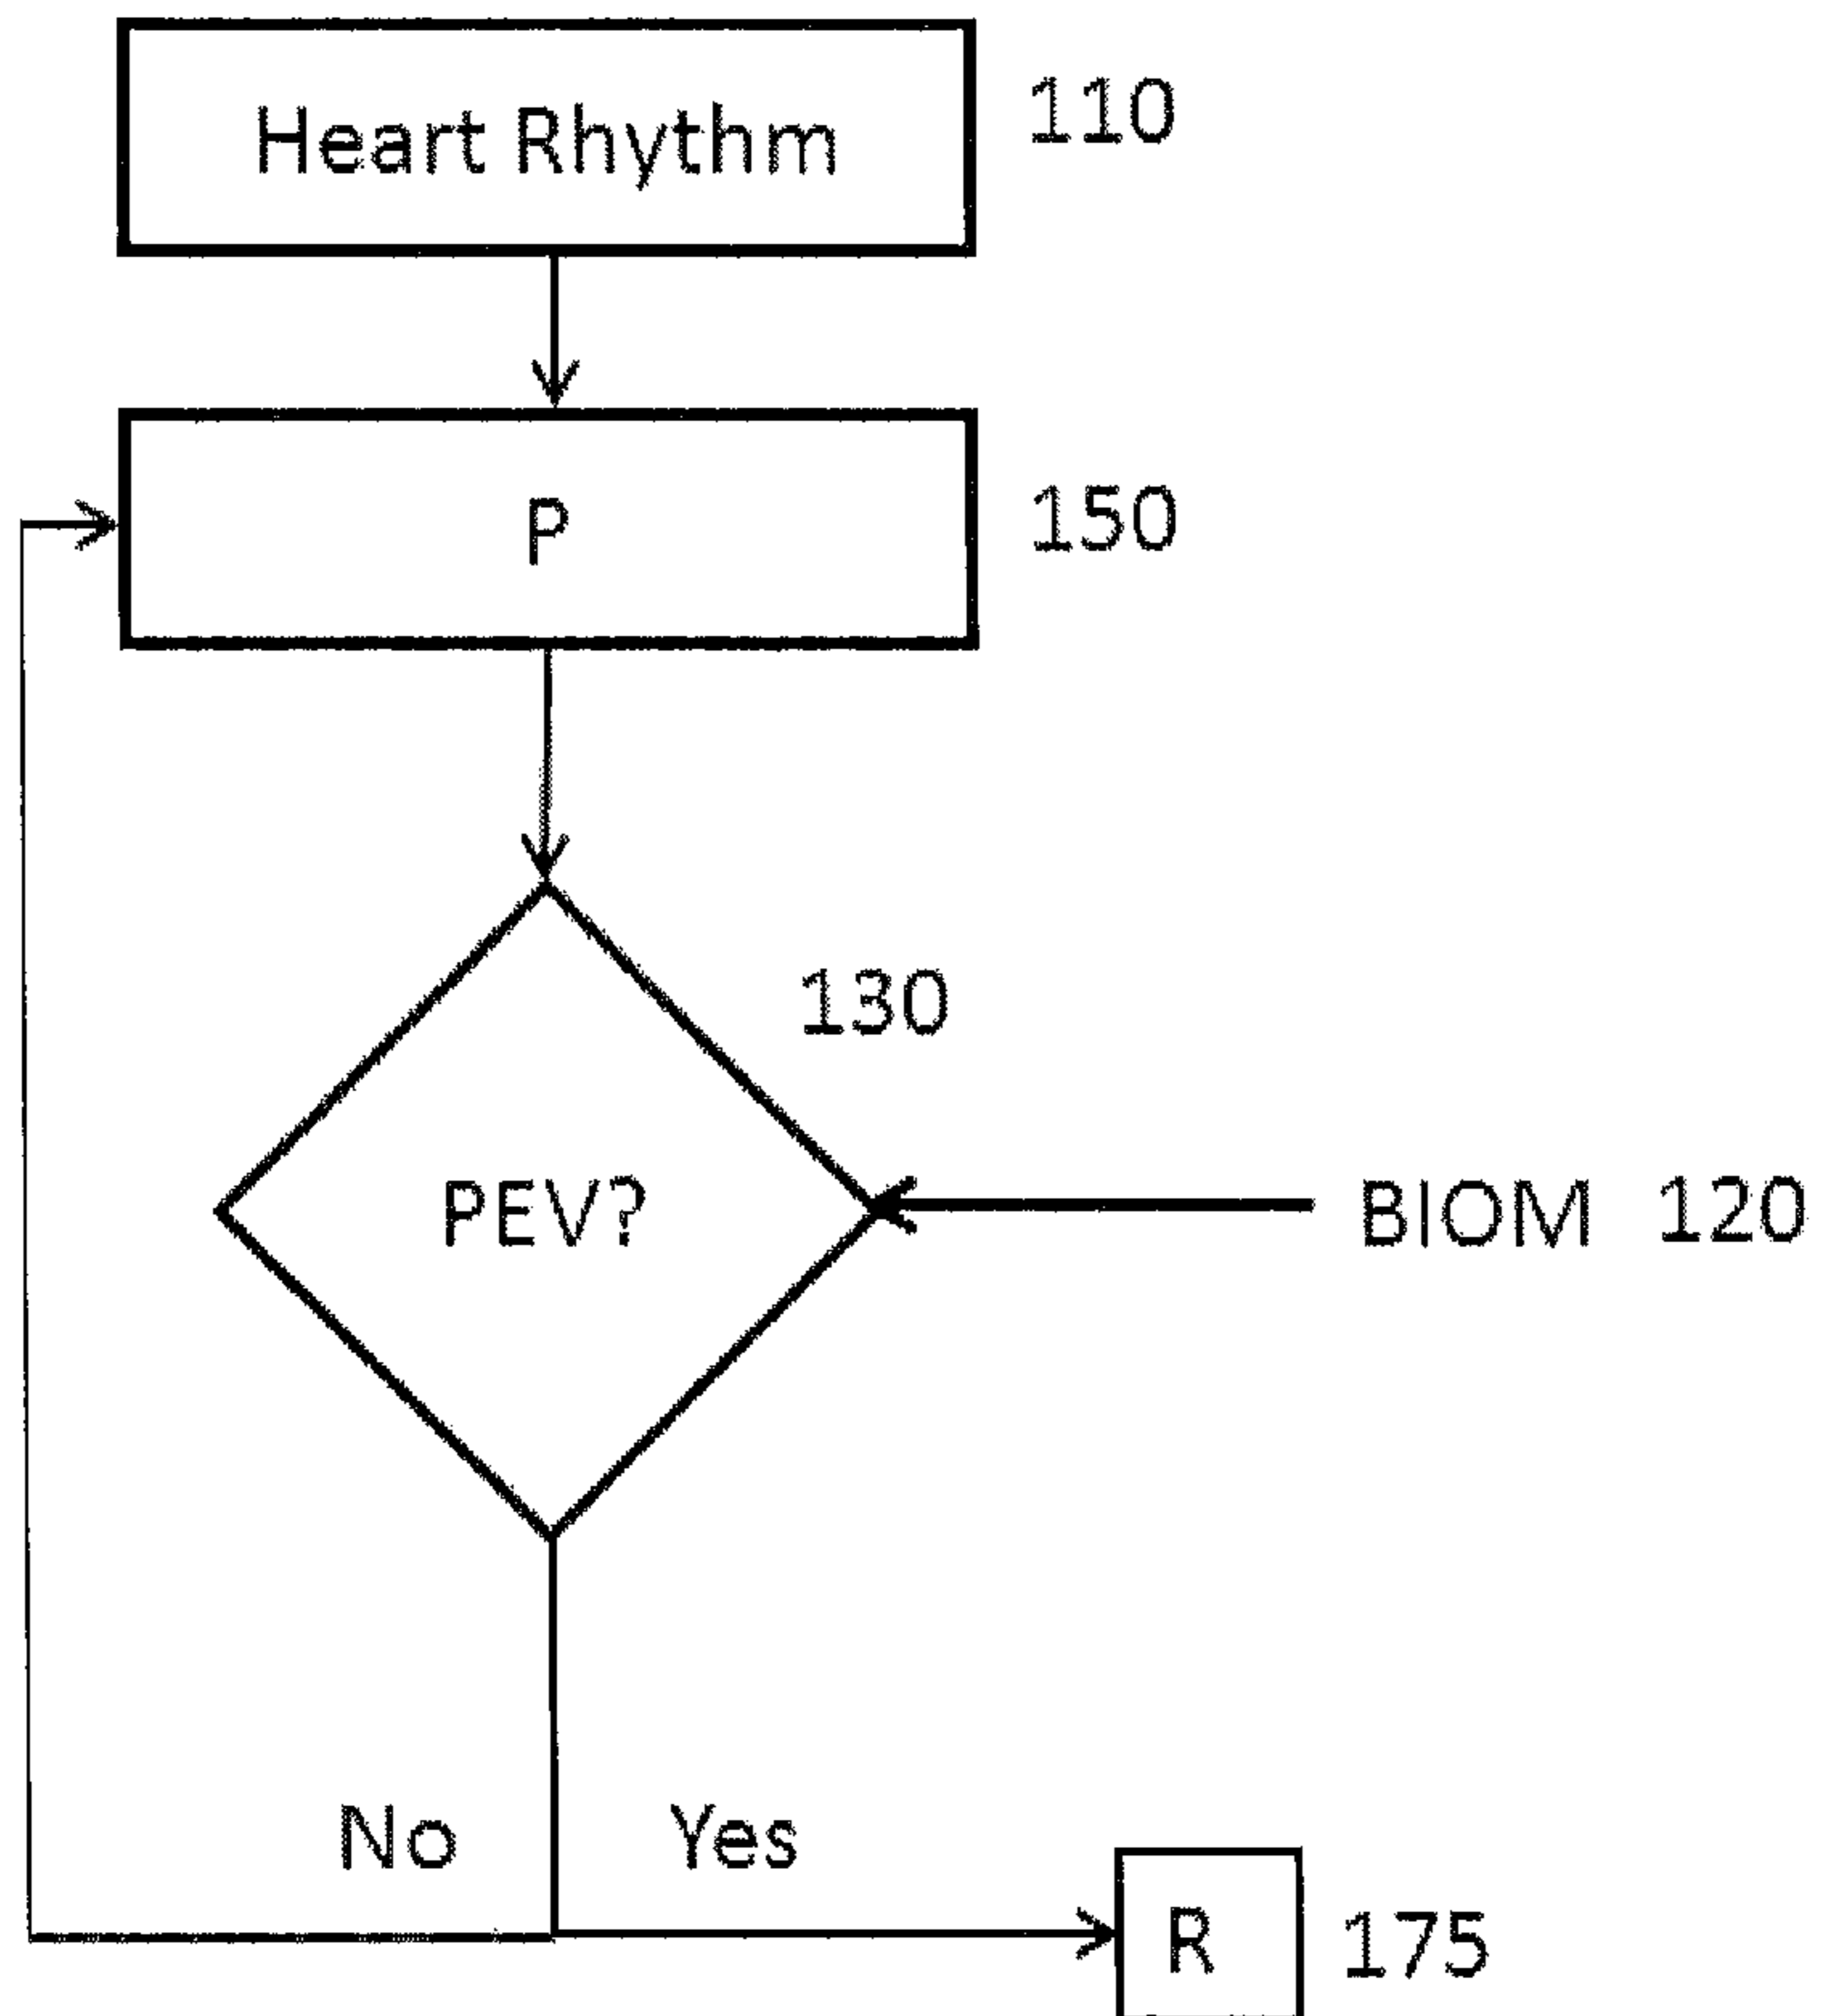 Heart Rhythm 110
P 150
130
PEV? BIOM 120
No Yes
R 175